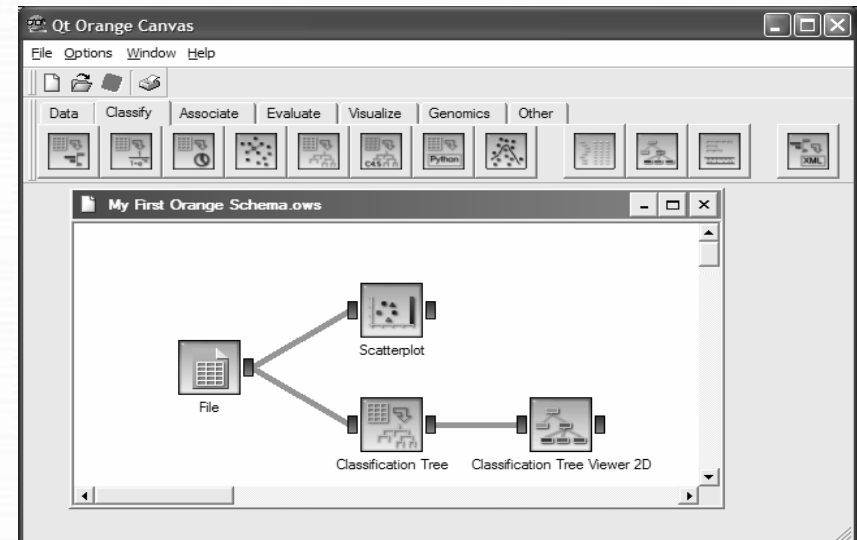 Qt Orange Canvas
File Options Window Help
Data Classify Associate Evaluate Visualize Genomics Other
C4.5 Python XML
My First Orange Schema.ows
Scatterplot
File
Classification Tree Classification Tree Viewer 2D